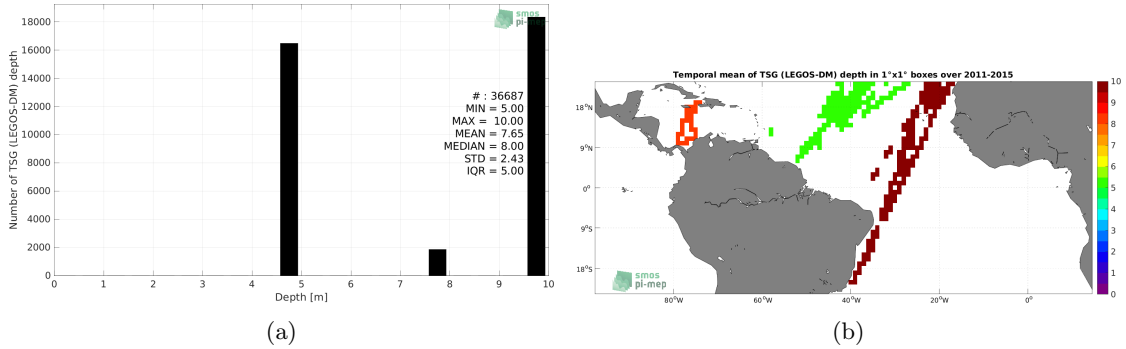 18000
16000
14000
12000
10000
8000
6000
4000
2000
0
Number of TSG (LEGOS-DM) depth
smos
pi-mep
# : 36687
MIN = 5.00
MAX = 10.00
MEAN = 7.65
MEDIAN = 8.00
STD = 2.43
IQR = 5.00
0 1 2 3 4 5 6 7 8 9 10
Depth [m]
(a)
Temporal mean of TSG (LEGOS-DM) depth in 1°x1° boxes over 2011-2015
18°N
9°N
0°
9°S
18°S
smos
pi-mep
80°W 60°W 40°W 20°W 0°
10
9
8
7
6
5
4
3
2
1
0
(b)